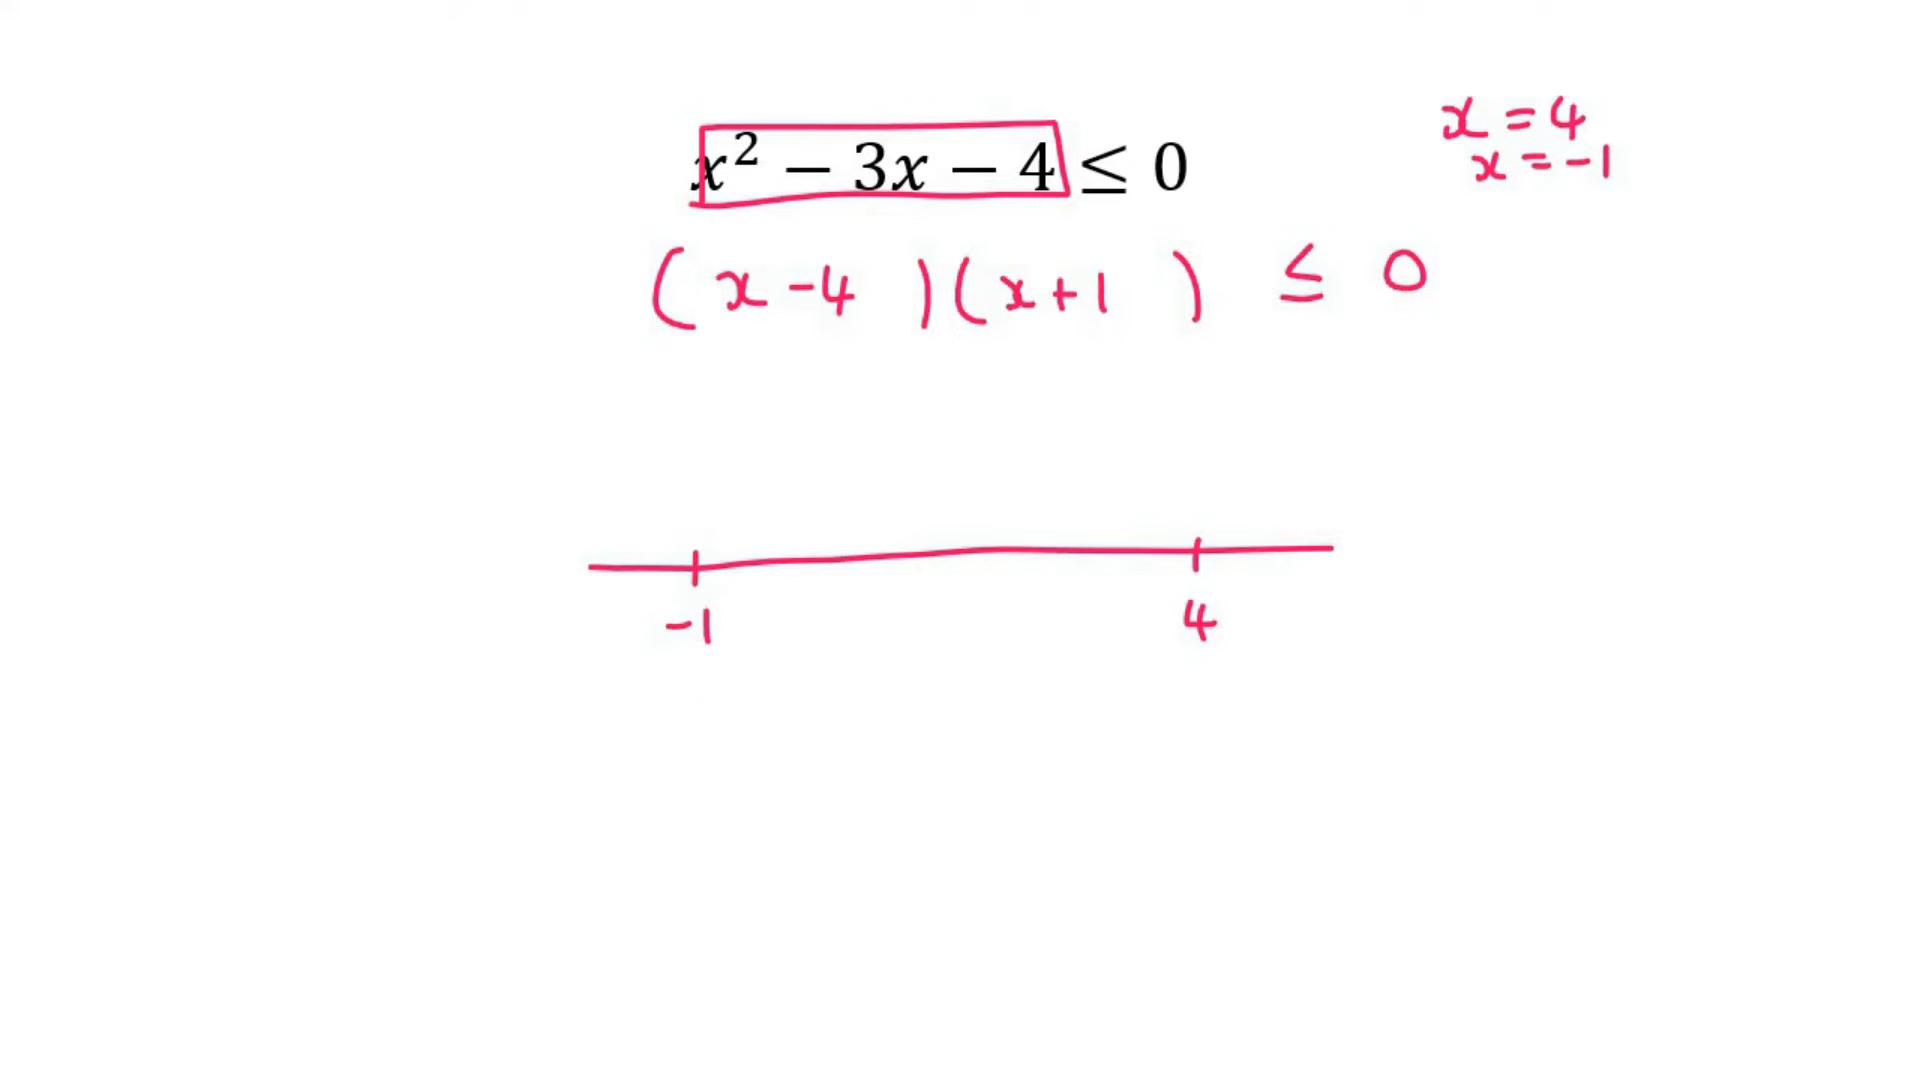 x² − 3x − 4 ≤ 0
x = 4
x = -1
(x-4)(x+1) ≤ 0
-1 4